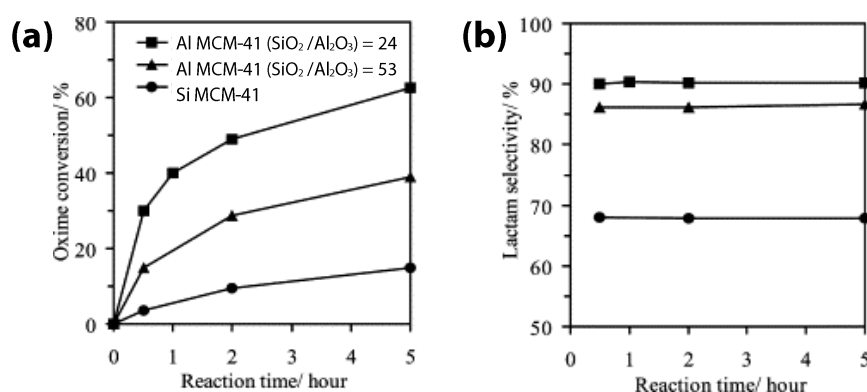 (a)
Oxime conversion/ %
80
60
40
20
0
Al MCM-41 (SiO₂ /Al₂O₃) = 24
Al MCM-41 (SiO₂ /Al₂O₃) = 53
Si MCM-41
0 1 2 3 4 5
Reaction time/ hour
(b)
Lactam selectivity/ %
100
90
80
70
60
50
0 1 2 3 4 5
Reaction time/ hour